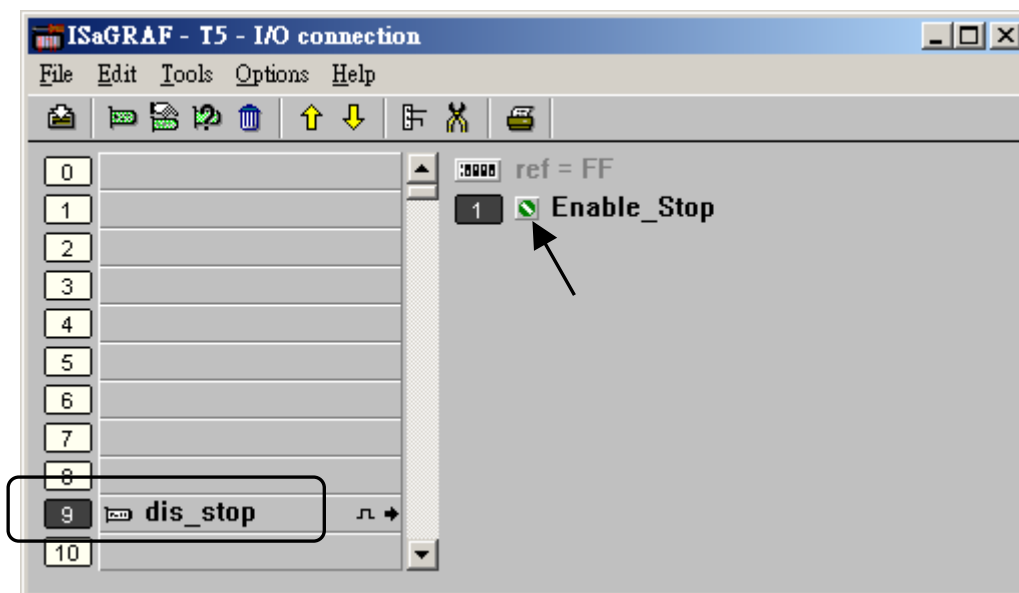 ISaGRAF - T5 - I/O connection
File Edit Tools Options Help
0
1
2
3
4
5
6
7
8
9 dis_stop
10
ref = FF
1 Enable_Stop